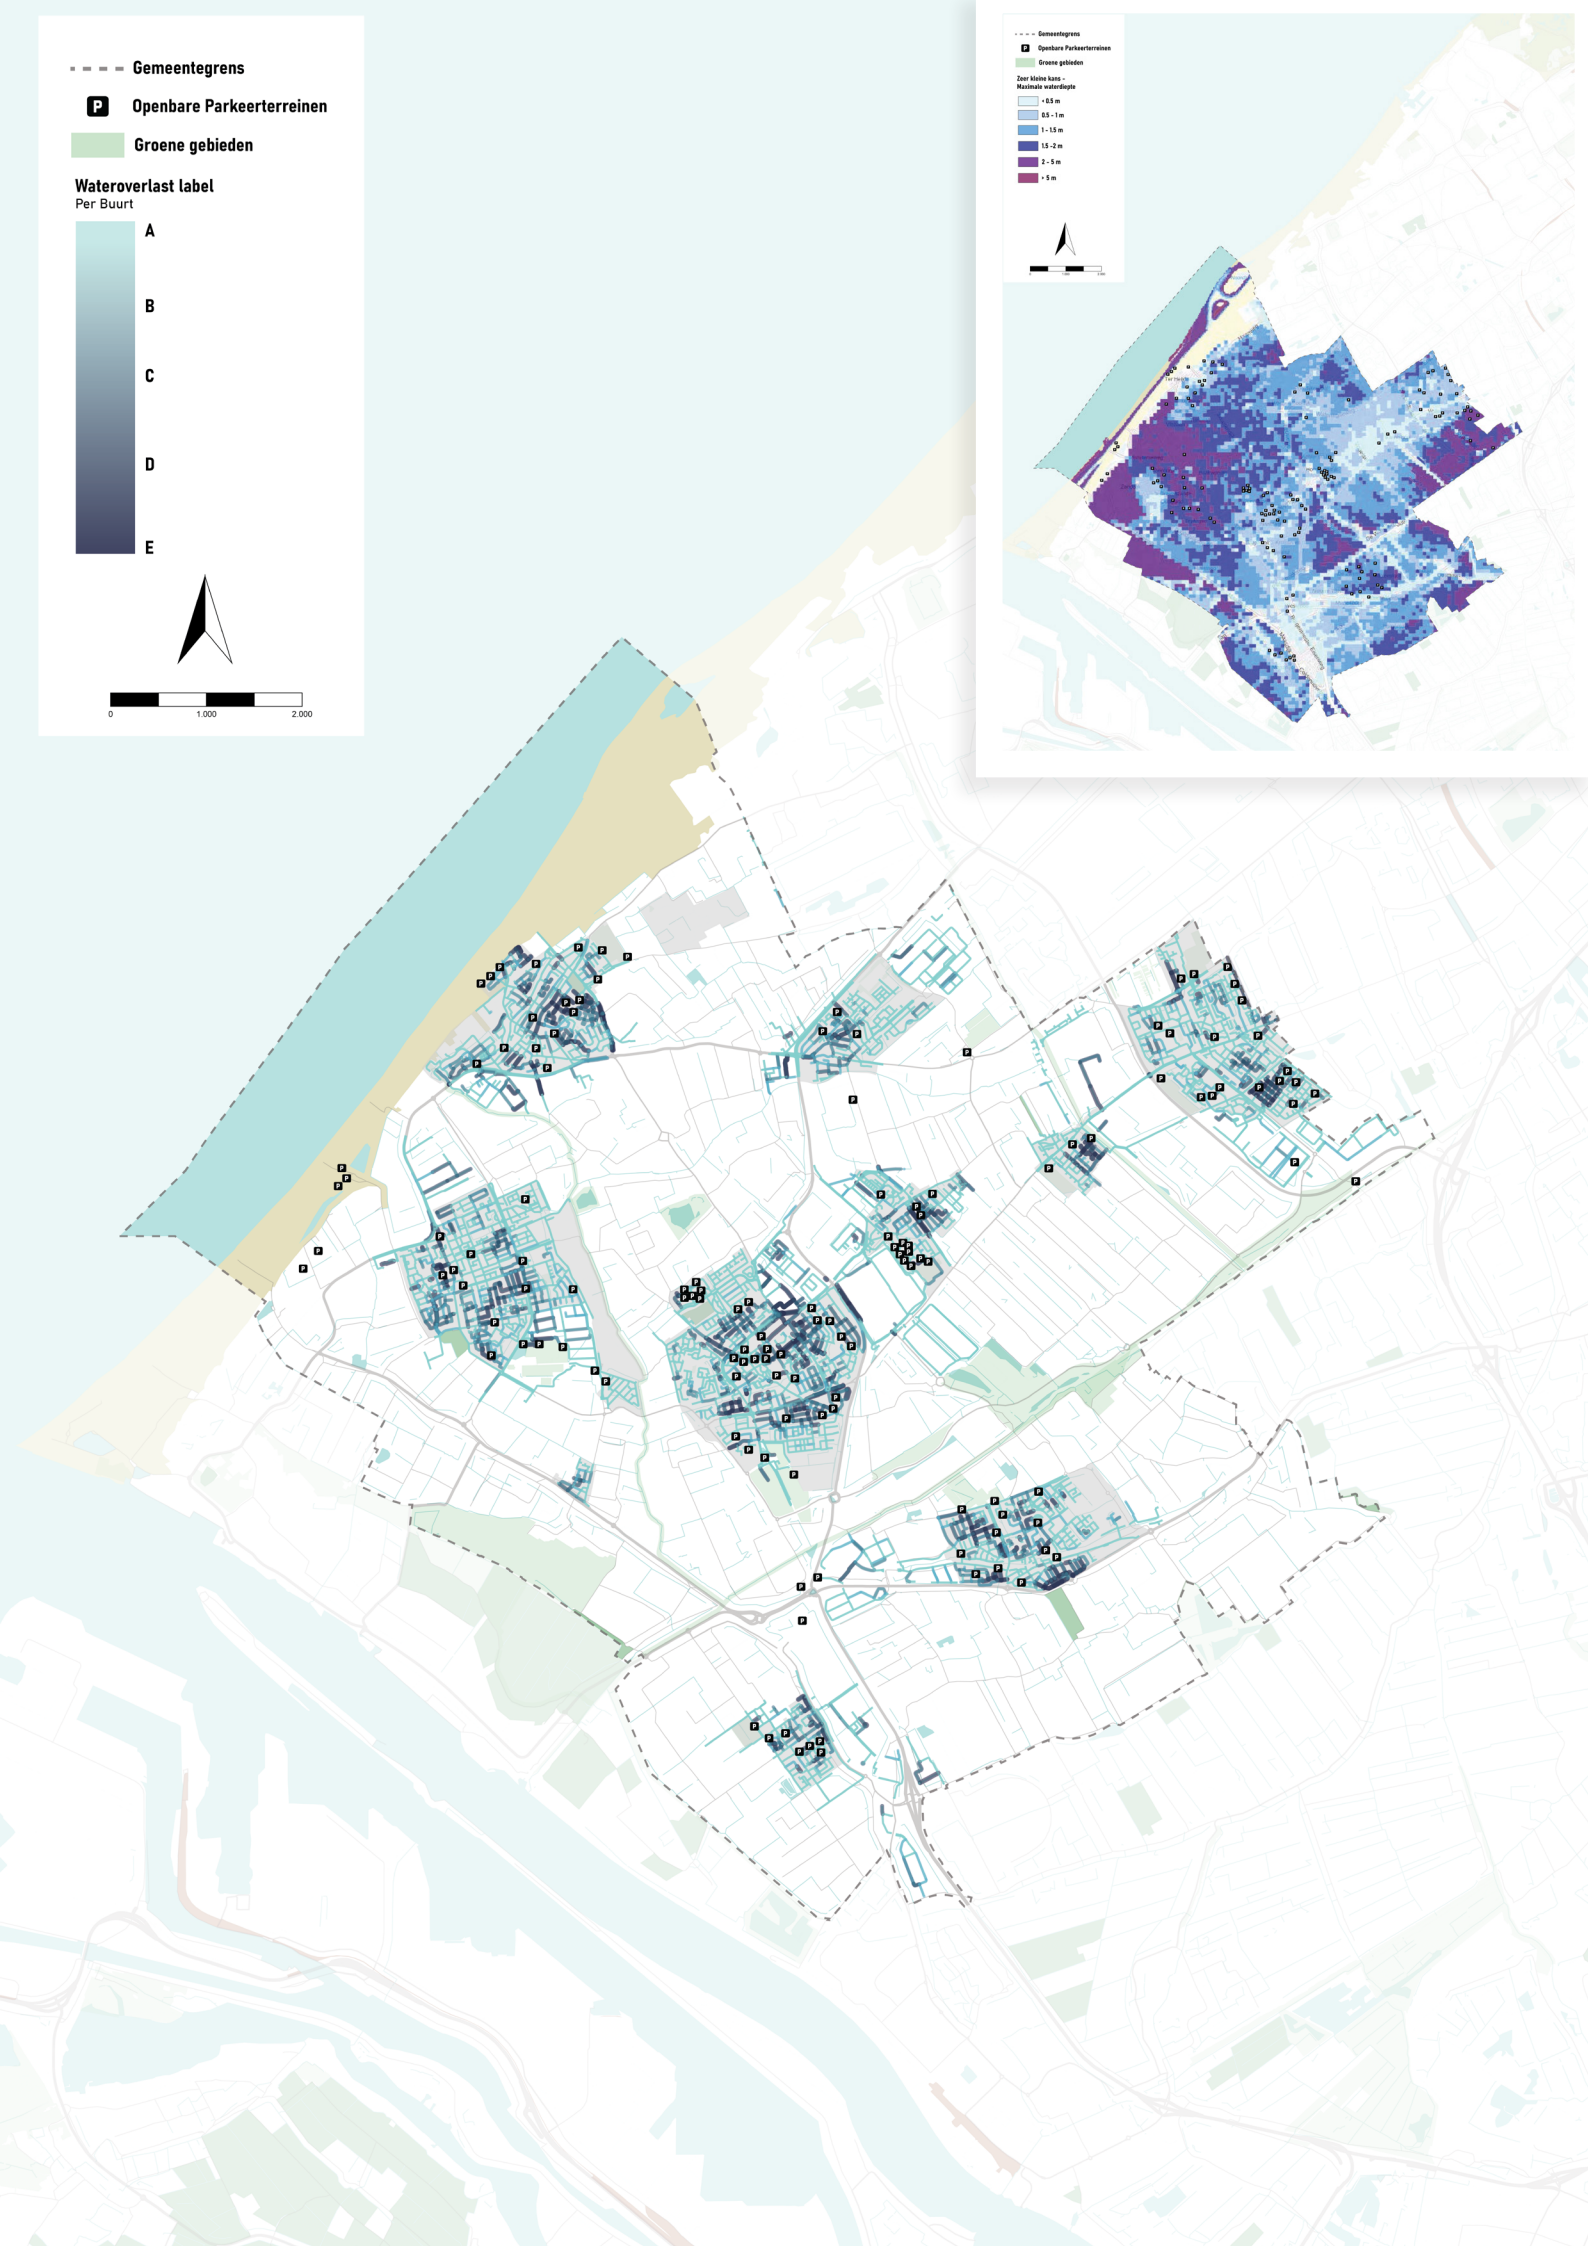 Gemeentegrens
P Openbare Parkeerterreinen
Groene gebieden
Wateroverlast label
Per Buurt
A
B
C
D
E
0 1.000 2.000
Gemeentegrens
P Openbare Parkeerterreinen
Groene gebieden
Zeer kleine kans -
Maximale waterdiepte
< 0.5 m
0.5 - 1 m
1 - 1.5 m
1.5 -2 m
2 - 5 m
> 5 m